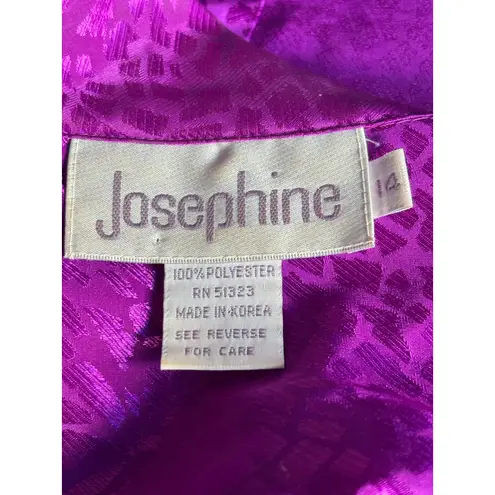 Josephine
14
100% POLYESTER
RN 51323
MADE IN KOREA
SEE REVERSE
FOR CARE